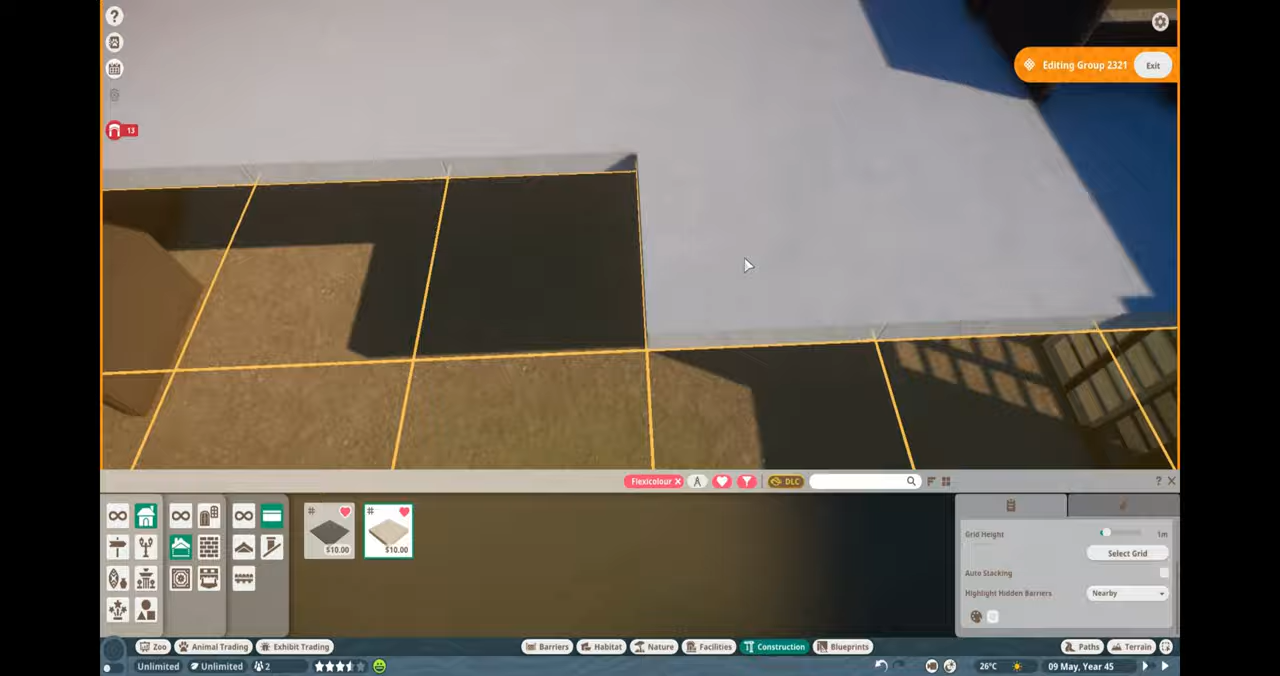 ?
Editing Group 2321 Exit
13
Flexicolour × DLC ? ×
# $10.00 # $10.00
Grid Height 1m
Select Grid
Auto Stacking
Highlight Hidden Barriers Nearby
Zoo Animal Trading Exhibit Trading Barriers Habitat Nature Facilities Construction Blueprints Paths Terrain
Unlimited Unlimited 2 26°C 09 May, Year 45